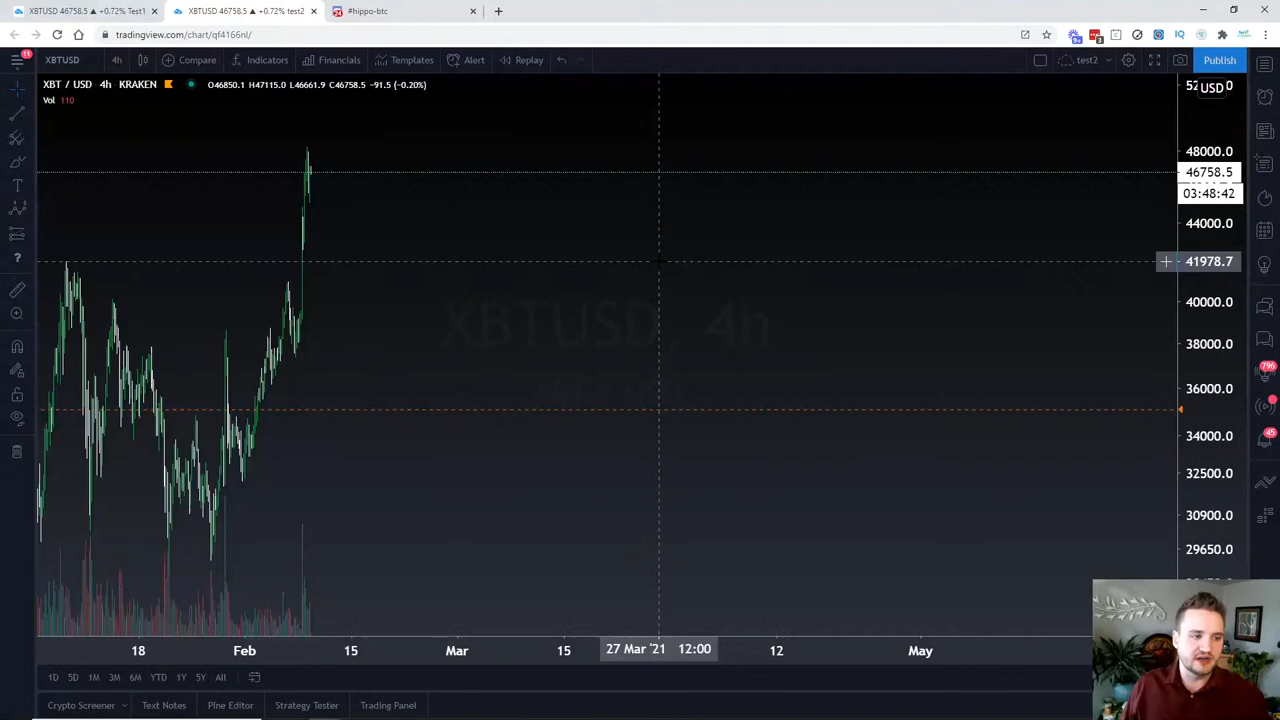 XBTUSD 46758.5 ▲ +0.72% Test1
XBTUSD 46758.5 ▲ +0.72% test2
#hippo-btc
tradingview.com/chart/qf4166nl/
11
XBTUSD
4h
Compare
Indicators
Financials
Templates
Alert
Replay
test2
Publish
XBT / USD · 4h · KRAKEN
O46850.1 H47115.0 L46661.9 C46758.5 −91.5 (−0.20%)
Vol 110
USD
48000.0
46758.5
03:48:42
44000.0
41978.7
40000.0
38000.0
36000.0
34000.0
32500.0
30900.0
29650.0
XBTUSD, 4h
796
45
18
Feb
15
Mar
15
27 Mar '21 12:00
12
May
1D 5D 1M 3M 6M YTD 1Y 5Y All
Crypto Screener
Text Notes
Pine Editor
Strategy Tester
Trading Panel